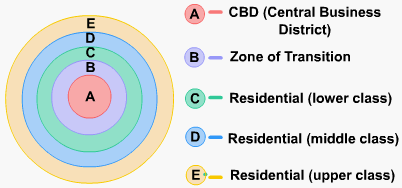 E
D
C
B
A
A CBD (Central Business
District)
B Zone of Transition
C Residential (lower class)
D Residential (middle class)
E Residential (upper class)